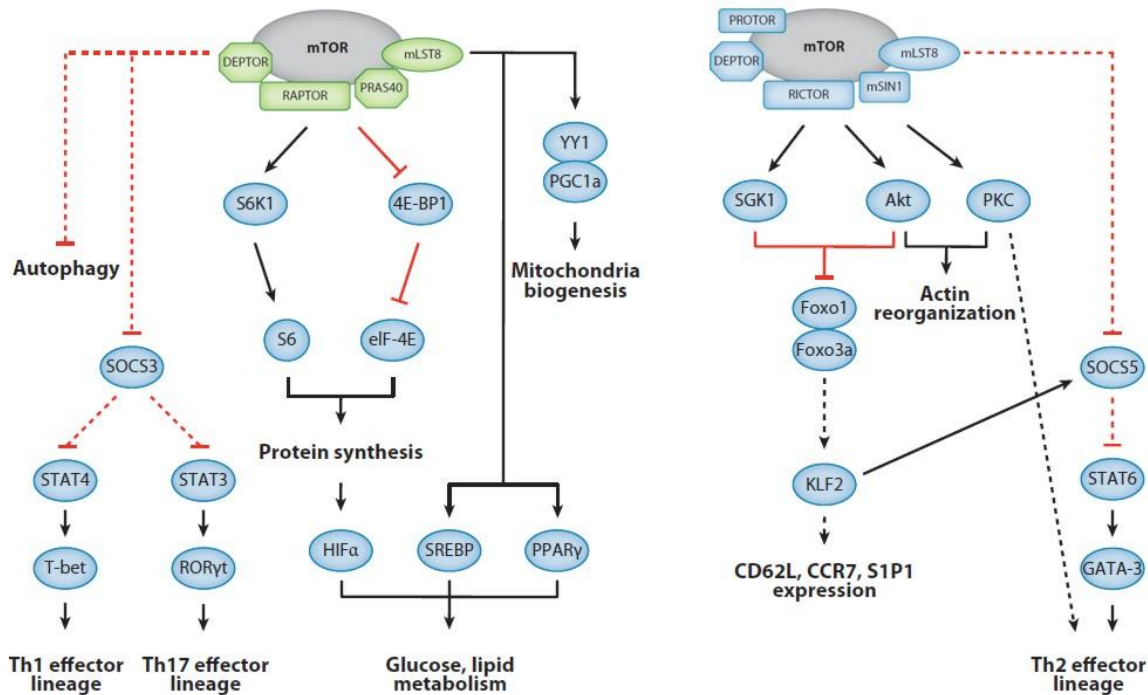 mTOR
DEPTOR
mLST8
PRAS40
RAPTOR
YY1
PGC1a
S6K1
4E-BP1
Autophagy
Mitochondria
biogenesis
S6
eIF-4E
SOCS3
Protein synthesis
STAT4
STAT3
HIFα
SREBP
PPARγ
T-bet
RORγt
Th1 effector
lineage
Th17 effector
lineage
Glucose, lipid
metabolism
PROTOR
mTOR
mLST8
DEPTOR
mSIN1
RICTOR
SGK1
Akt
PKC
Foxo1
Foxo3a
Actin
reorganization
SOCS5
KLF2
STAT6
CD62L, CCR7, S1P1
expression
GATA-3
Th2 effector
lineage